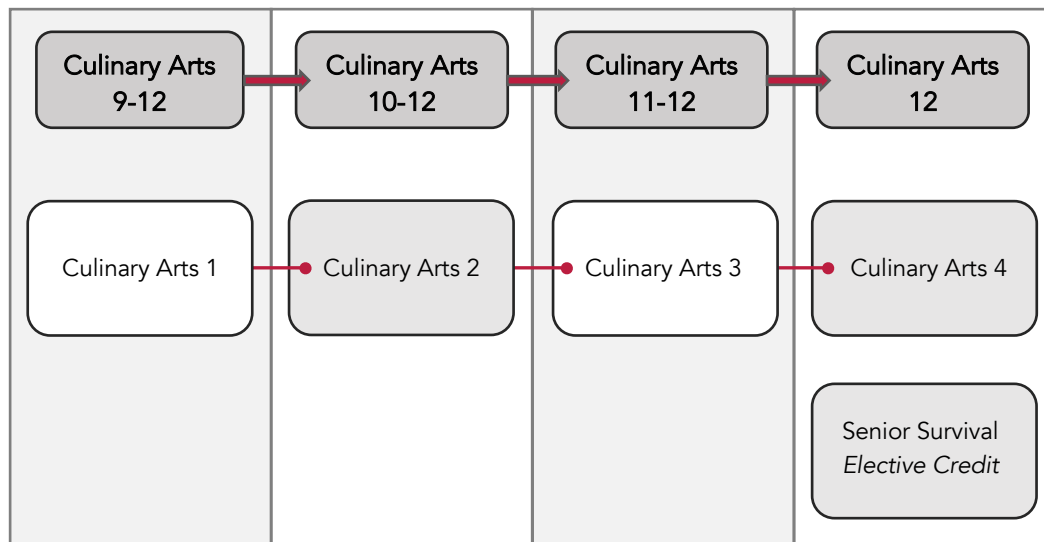 Culinary Arts
9-12
Culinary Arts
10-12
Culinary Arts
11-12
Culinary Arts
12
Culinary Arts 1
Culinary Arts 2
Culinary Arts 3
Culinary Arts 4
Senior Survival
Elective Credit